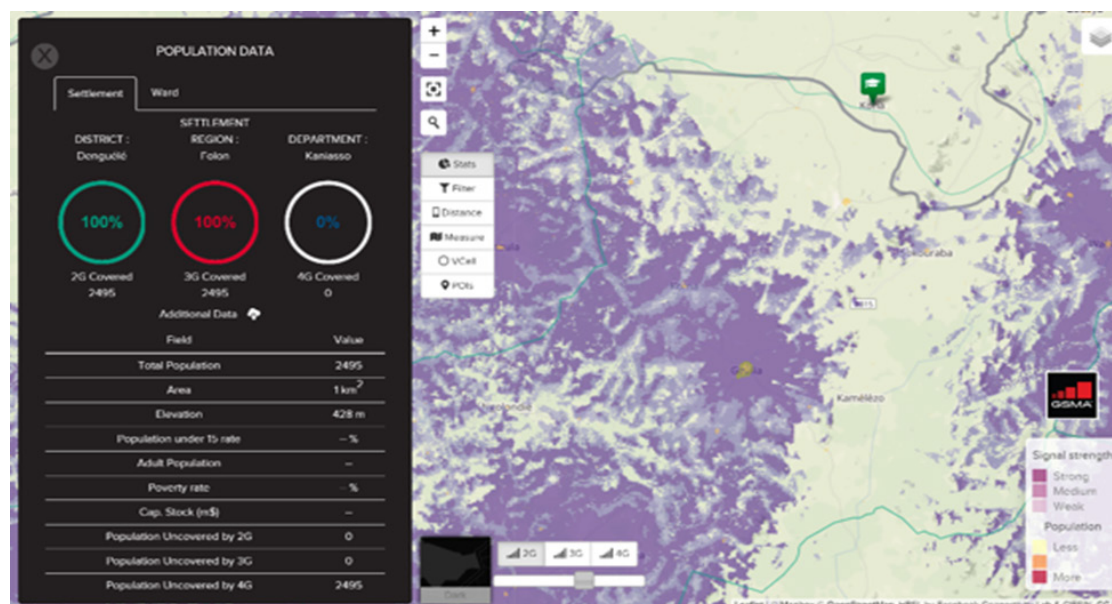 POPULATION DATA
Settlement Ward
SETTLEMENT
DISTRICT : REGION : DEPARTMENT :
Denguélé Folon Kaniasso
100% 100% 0%
2G Covered 3G Covered 4G Covered
2495 2495 0
Additional Data
Field Value
Total Population 2495
Area 1 km2
Elevation 428 m
Population under 15 rate – %
Adult Population –
Poverty rate – %
Cap. Stock (m$) –
Population Uncovered by 2G 0
Population Uncovered by 3G 0
Population Uncovered by 4G 2495
+
−
Stats
Filter
Distance
Measure
VCell
POIs
Kamélézo
GSMA
Signal strength
Strong
Medium
Weak
Population
Less
More
2G 3G 4G
Dark